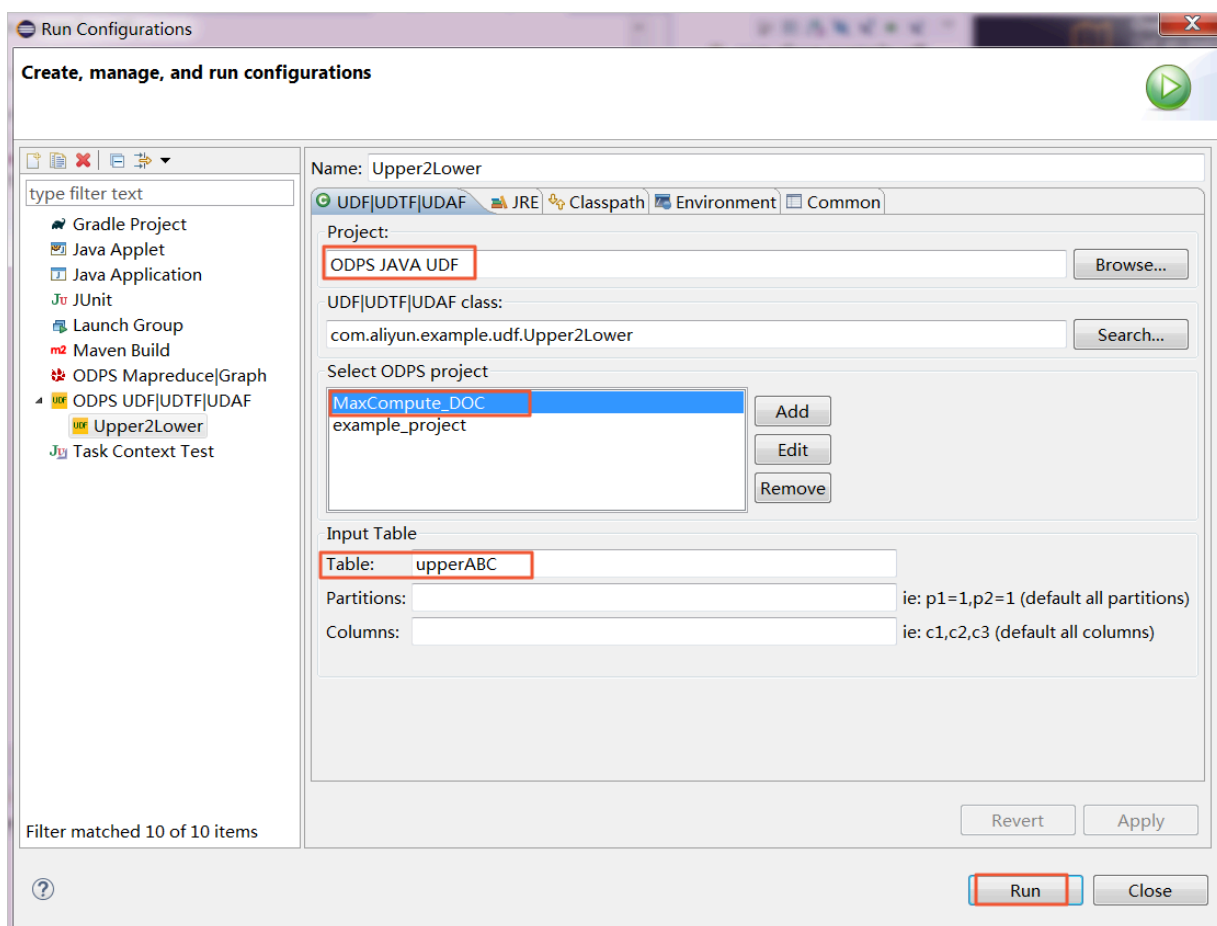 Run Configurations
X
Create, manage, and run configurations
type filter text
Gradle Project
Java Applet
Java Application
Ju JUnit
Launch Group
m2 Maven Build
ODPS Mapreduce|Graph
UDF ODPS UDF|UDTF|UDAF
UDF Upper2Lower
Ju Task Context Test
Filter matched 10 of 10 items
Name: Upper2Lower
UDF|UDTF|UDAF JRE Classpath Environment Common
Project:
ODPS JAVA UDF Browse...
UDF|UDTF|UDAF class:
com.aliyun.example.udf.Upper2Lower Search...
Select ODPS project
MaxCompute_DOC Add
example_project
Edit
Remove
Input Table
Table: upperABC
Partitions: ie: p1=1,p2=1 (default all partitions)
Columns: ie: c1,c2,c3 (default all columns)
Revert Apply
? Run Close